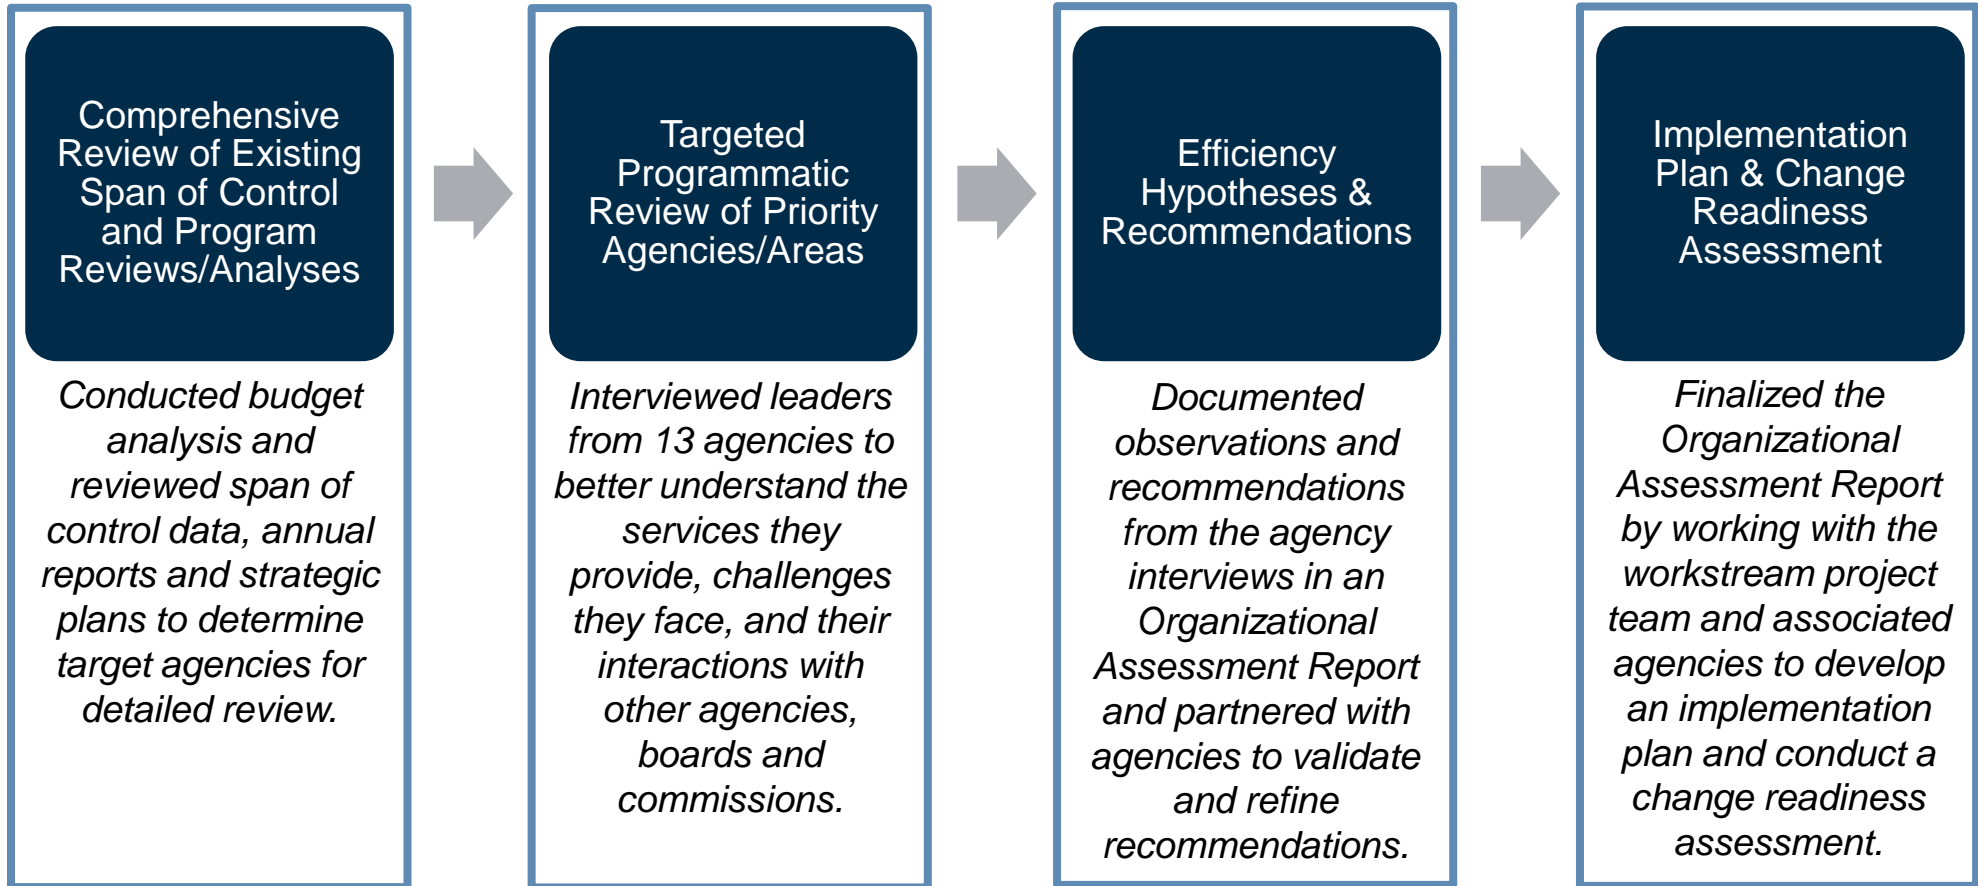 Comprehensive
Review of Existing
Span of Control
and Program
Reviews/Analyses
Conducted budget
analysis and
reviewed span of
control data, annual
reports and strategic
plans to determine
target agencies for
detailed review.
Targeted
Programmatic
Review of Priority
Agencies/Areas
Interviewed leaders
from 13 agencies to
better understand the
services they
provide, challenges
they face, and their
interactions with
other agencies,
boards and
commissions.
Efficiency
Hypotheses &
Recommendations
Documented
observations and
recommendations
from the agency
interviews in an
Organizational
Assessment Report
and partnered with
agencies to validate
and refine
recommendations.
Implementation
Plan & Change
Readiness
Assessment
Finalized the
Organizational
Assessment Report
by working with the
workstream project
team and associated
agencies to develop
an implementation
plan and conduct a
change readiness
assessment.